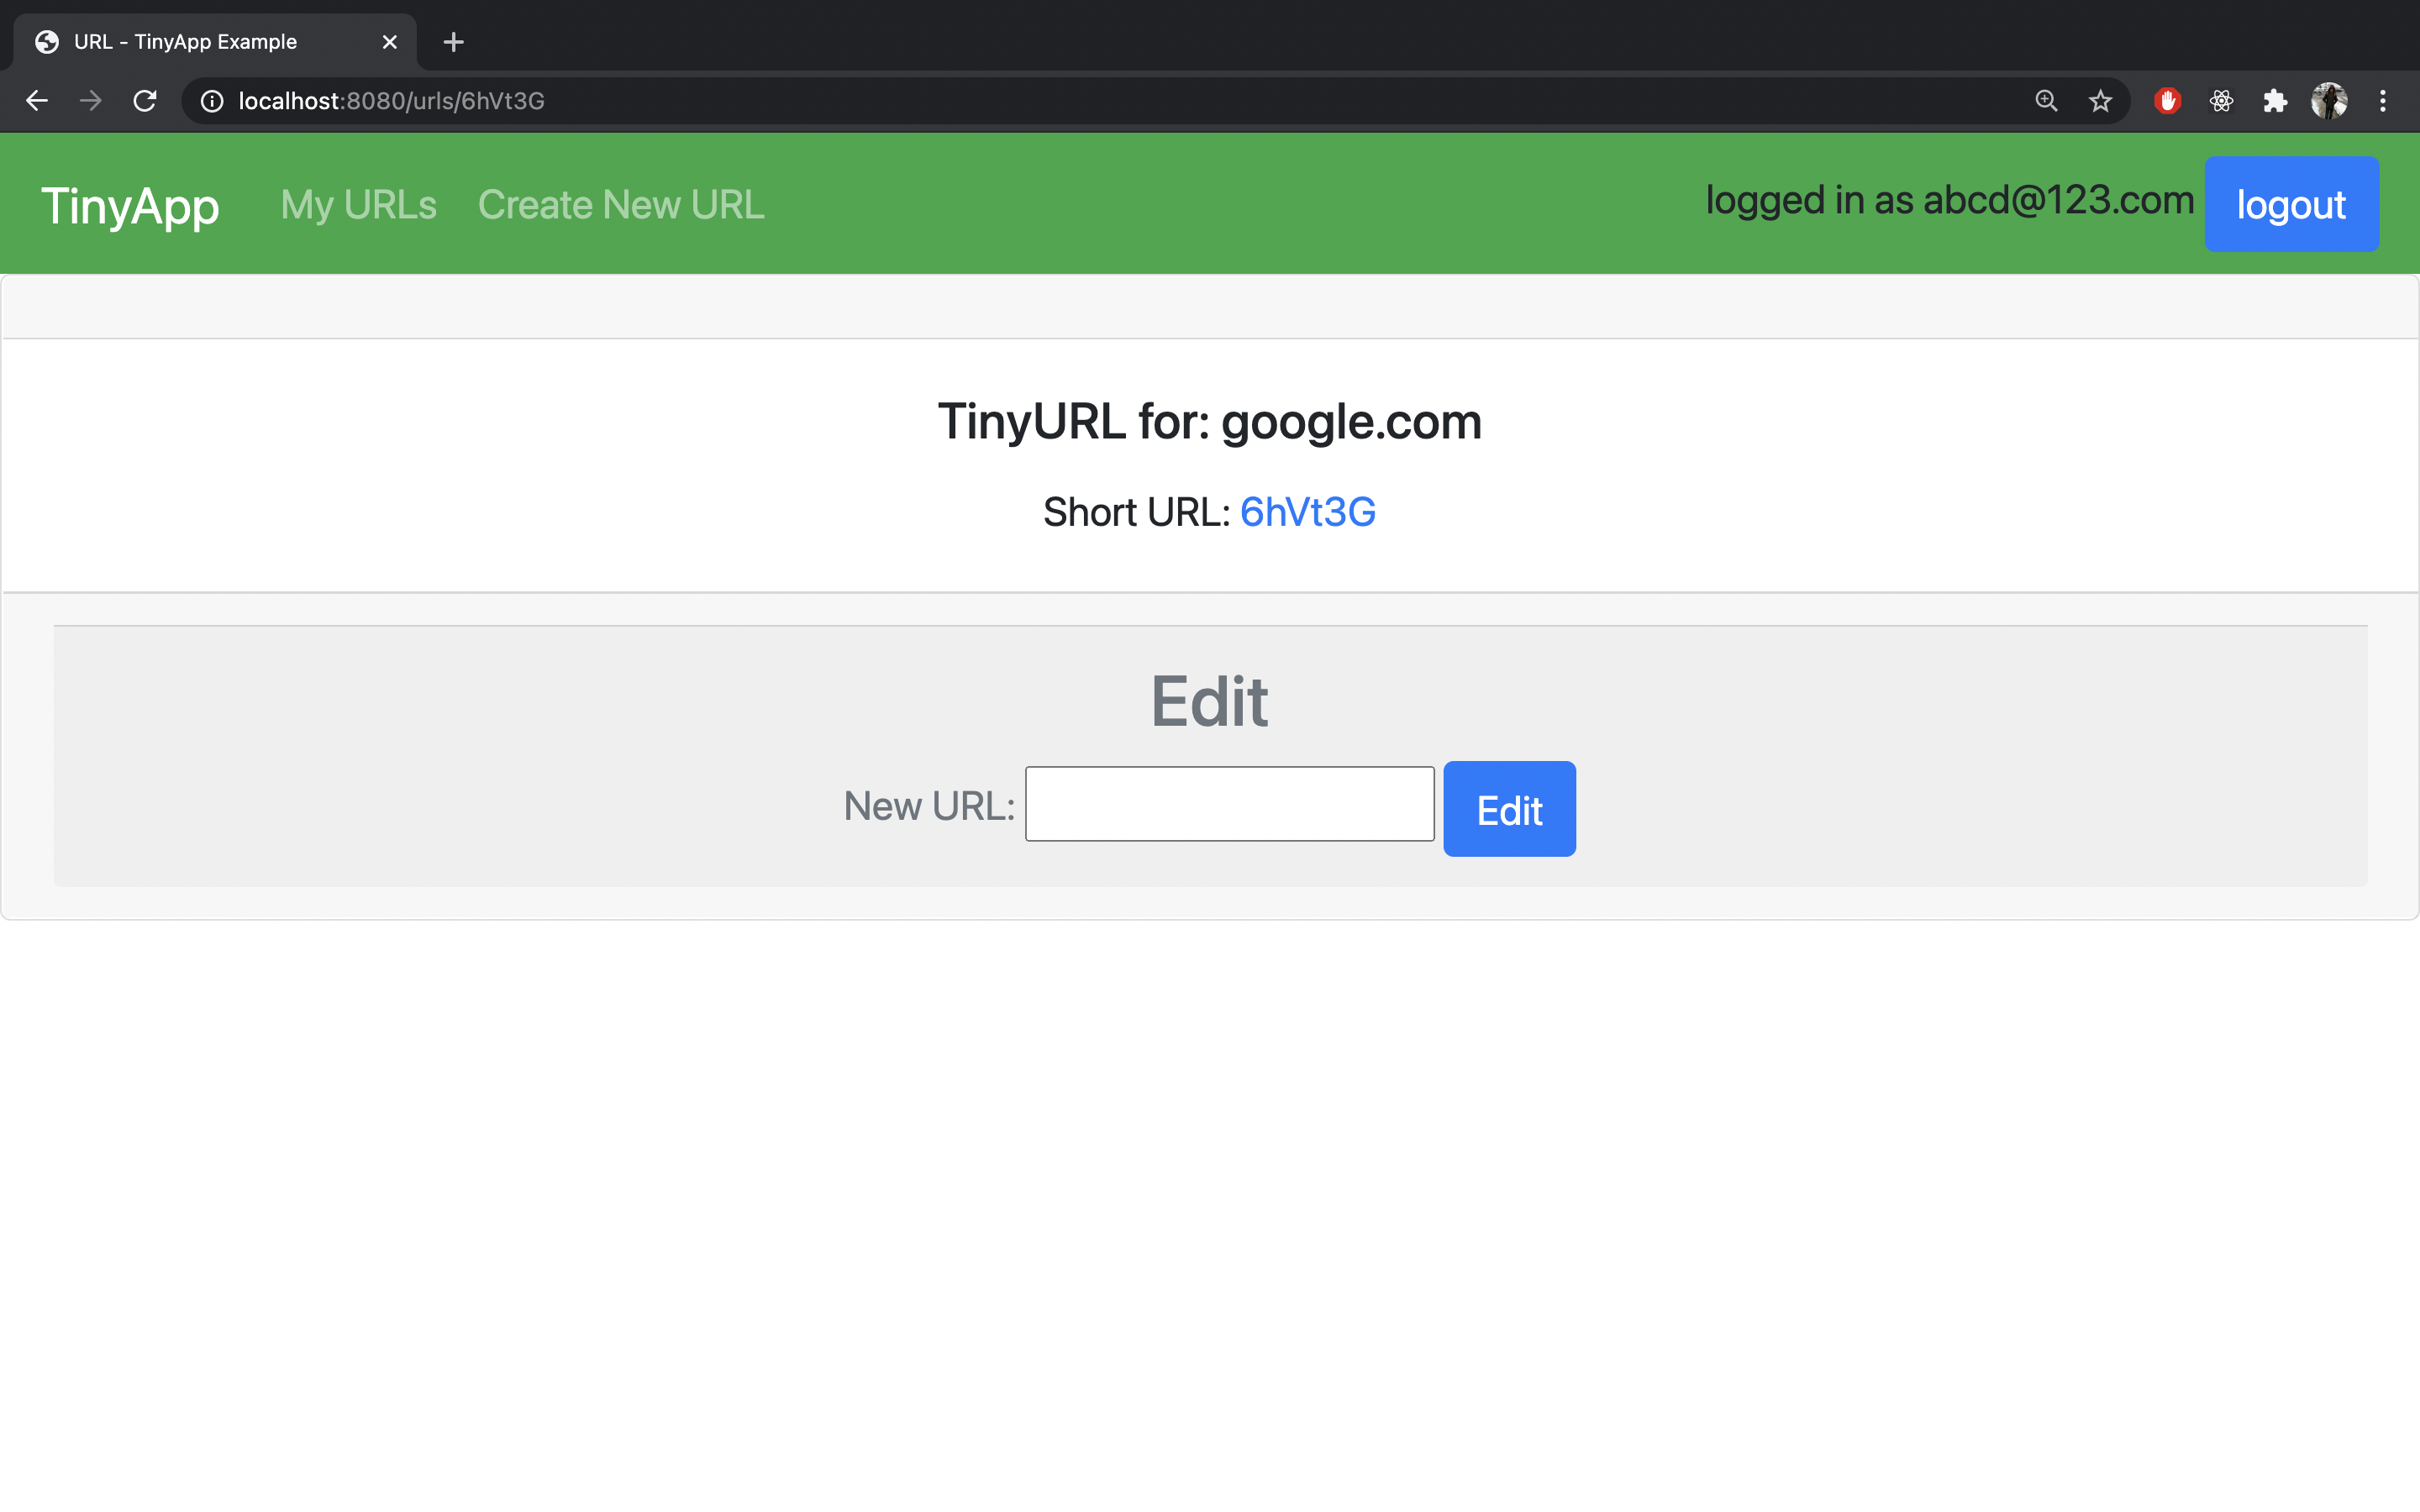 URL - TinyApp Example
localhost:8080/urls/6hVt3G
TinyApp My URLs Create New URL logged in as abcd@123.com logout
TinyURL for: google.com
Short URL: 6hVt3G
Edit
New URL: Edit